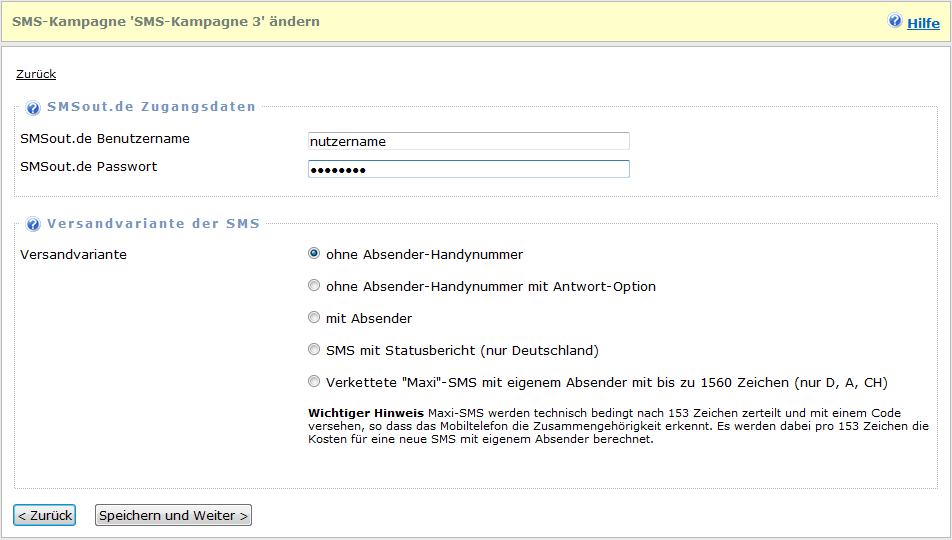 SMS-Kampagne 'SMS-Kampagne 3' ändern
Hilfe
Zurück
SMSout.de Zugangsdaten
SMSout.de Benutzername
nutzername
SMSout.de Passwort
••••••••
Versandvariante der SMS
Versandvariante
ohne Absender-Handynummer
ohne Absender-Handynummer mit Antwort-Option
mit Absender
SMS mit Statusbericht (nur Deutschland)
Verkettete "Maxi"-SMS mit eigenem Absender mit bis zu 1560 Zeichen (nur D, A, CH)
Wichtiger Hinweis Maxi-SMS werden technisch bedingt nach 153 Zeichen zerteilt und mit einem Code
versehen, so dass das Mobiltelefon die Zusammengehörigkeit erkennt. Es werden dabei pro 153 Zeichen die
Kosten für eine neue SMS mit eigenem Absender berechnet.
< Zurück
Speichern und Weiter >